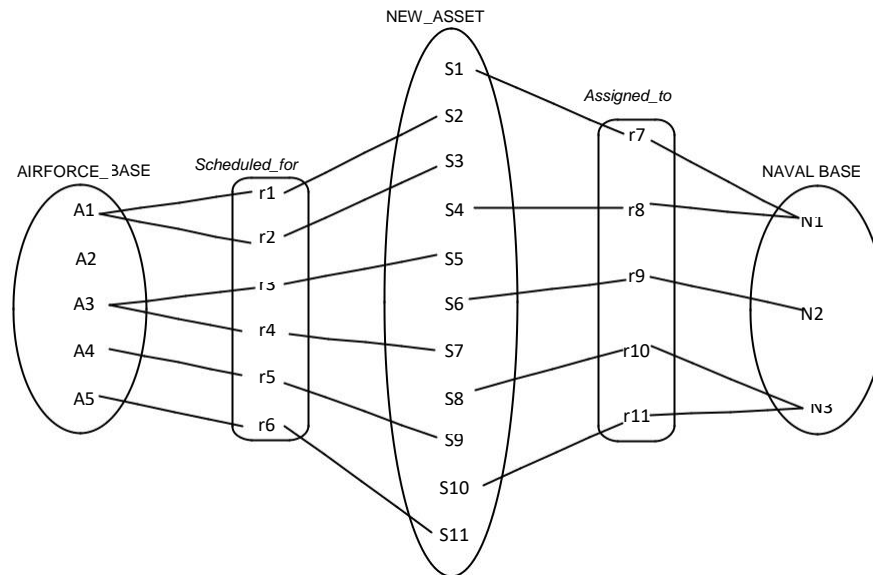 NEW_ASSET
Assigned_to
Scheduled_for
AIRFORCE_BASE
NAVAL BASE
S1
S2
S3
S4
S5
S6
S7
S8
S9
S10
S11
r7
r8
r9
r10
r11
r1
r2
r3
r4
r5
r6
A1
A2
A3
A4
A5
N1
N2
N3